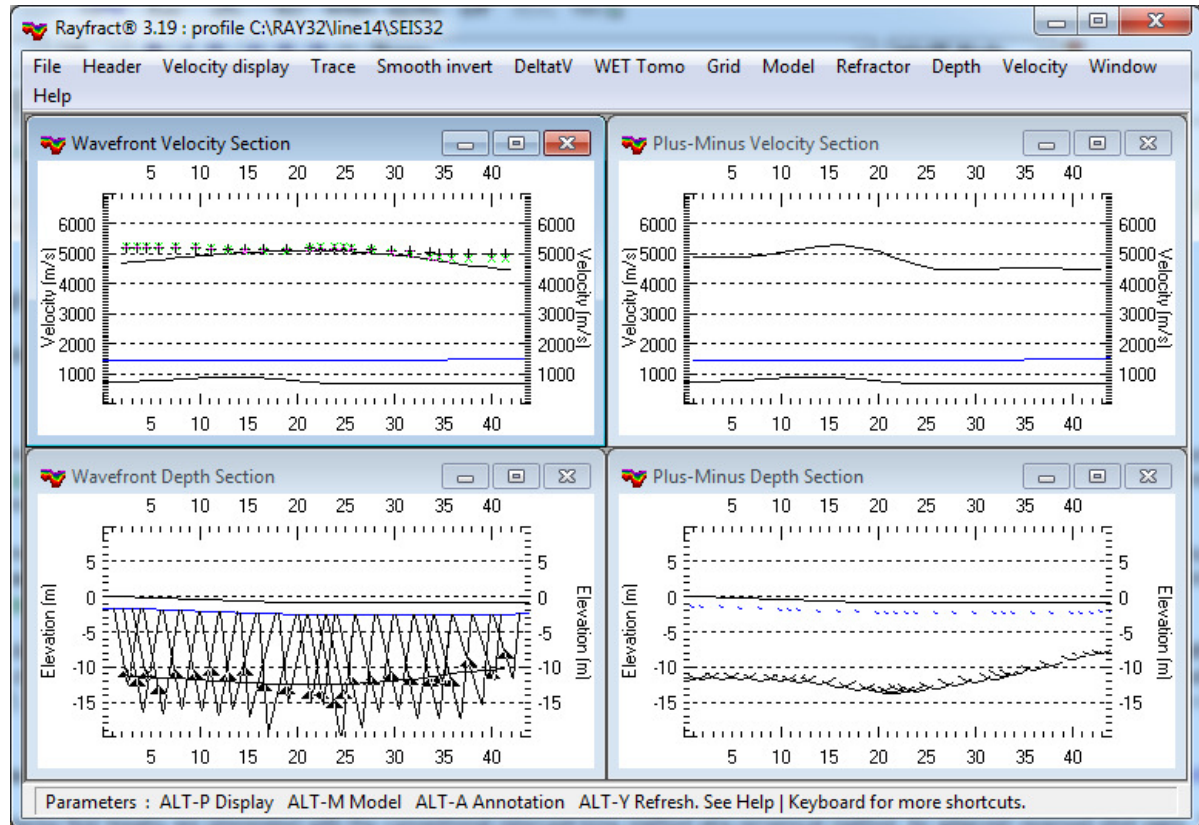 Rayfract® 3.19 : profile C:\RAY32\line14\SEIS32
File Header Velocity display Trace Smooth invert DeltatV WET Tomo Grid Model Refractor Depth Velocity Window
Help
Wavefront Velocity Section
5 10 15 20 25 30 35 40
6000 6000
5000 5000
4000 4000
3000 3000
2000 2000
1000 1000
Velocity [m/s]
Velocity [m/s]
5 10 15 20 25 30 35 40
Plus-Minus Velocity Section
5 10 15 20 25 30 35 40
6000 6000
5000 5000
4000 4000
3000 3000
2000 2000
1000 1000
Velocity [m/s]
Velocity [m/s]
5 10 15 20 25 30 35 40
Wavefront Depth Section
5 10 15 20 25 30 35 40
5 5
0 0
-5 -5
-10 -10
-15 -15
Elevation [m]
Elevation [m]
5 10 15 20 25 30 35 40
Plus-Minus Depth Section
5 10 15 20 25 30 35 40
5 5
0 0
-5 -5
-10 -10
-15 -15
Elevation [m]
Elevation [m]
5 10 15 20 25 30 35 40
Parameters : ALT-P Display ALT-M Model ALT-A Annotation ALT-Y Refresh. See Help | Keyboard for more shortcuts.